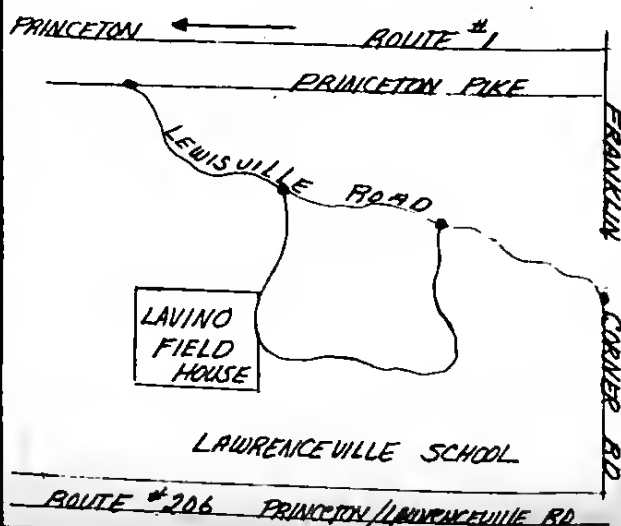 PRINCETON
ROUTE #1
PRINCETON PIKE
FRANKLIN CORNER RD
LEWISVILLE ROAD
LAVINO
FIELD
HOUSE
LAWRENCEVILLE SCHOOL
ROUTE #206 PRINCETON/LAWRENCEVILLE RD